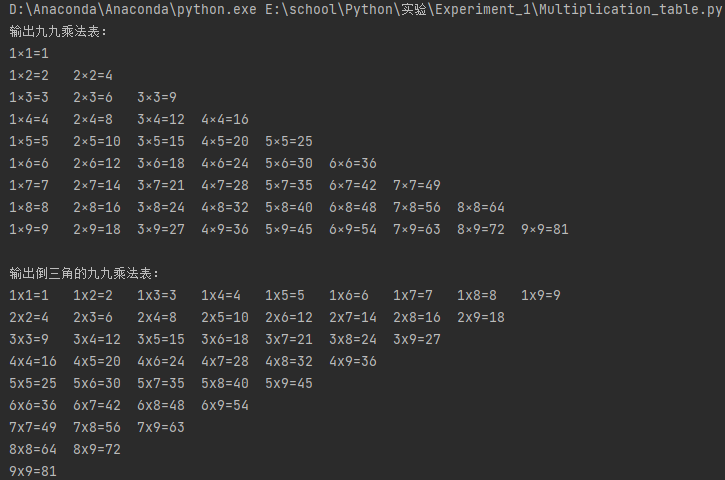 D:\Anaconda\Anaconda\python.exe E:\school\Python\实验\Experiment_1\Multiplication_table.py
输出九九乘法表:
1×1=1
1×2=2 2×2=4
1×3=3 2×3=6 3×3=9
1×4=4 2×4=8 3×4=12 4×4=16
1×5=5 2×5=10 3×5=15 4×5=20 5×5=25
1×6=6 2×6=12 3×6=18 4×6=24 5×6=30 6×6=36
1×7=7 2×7=14 3×7=21 4×7=28 5×7=35 6×7=42 7×7=49
1×8=8 2×8=16 3×8=24 4×8=32 5×8=40 6×8=48 7×8=56 8×8=64
1×9=9 2×9=18 3×9=27 4×9=36 5×9=45 6×9=54 7×9=63 8×9=72 9×9=81
输出倒三角的九九乘法表:
1x1=1 1x2=2 1x3=3 1x4=4 1x5=5 1x6=6 1x7=7 1x8=8 1x9=9
2x2=4 2x3=6 2x4=8 2x5=10 2x6=12 2x7=14 2x8=16 2x9=18
3x3=9 3x4=12 3x5=15 3x6=18 3x7=21 3x8=24 3x9=27
4x4=16 4x5=20 4x6=24 4x7=28 4x8=32 4x9=36
5x5=25 5x6=30 5x7=35 5x8=40 5x9=45
6x6=36 6x7=42 6x8=48 6x9=54
7x7=49 7x8=56 7x9=63
8x8=64 8x9=72
9x9=81